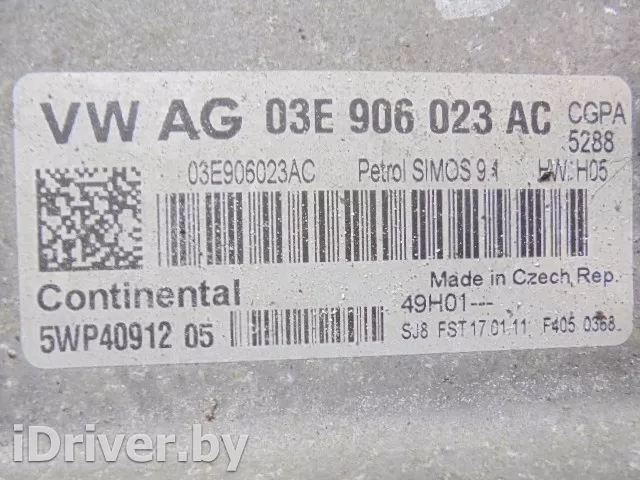 VW AG 03E 906 023 AC CGPA
5288
03E906023AC Petrol SIMOS 9.1 HW: H05
Continental
Made in Czech Rep.
49H01---
5WP40912 05
SJ8 FST 17.01.11 F405 0368
iDriver.by